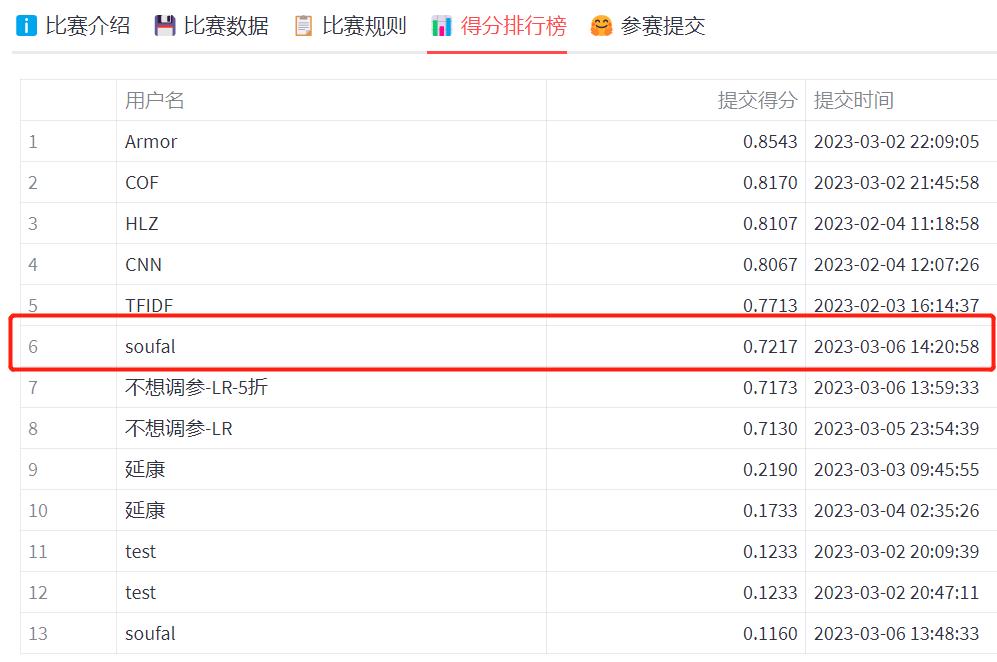 比赛介绍 比赛数据 比赛规则 得分排行榜 参赛提交
用户名 提交得分 提交时间
1 Armor 0.8543 2023-03-02 22:09:05
2 COF 0.8170 2023-03-02 21:45:58
3 HLZ 0.8107 2023-02-04 11:18:58
4 CNN 0.8067 2023-02-04 12:07:26
5 TFIDF 0.7713 2023-02-03 16:14:37
6 soufal 0.7217 2023-03-06 14:20:58
7 不想调参-LR-5折 0.7173 2023-03-06 13:59:33
8 不想调参-LR 0.7130 2023-03-05 23:54:39
9 延康 0.2190 2023-03-03 09:45:55
10 延康 0.1733 2023-03-04 02:35:26
11 test 0.1233 2023-03-02 20:09:39
12 test 0.1233 2023-03-02 20:47:11
13 soufal 0.1160 2023-03-06 13:48:33